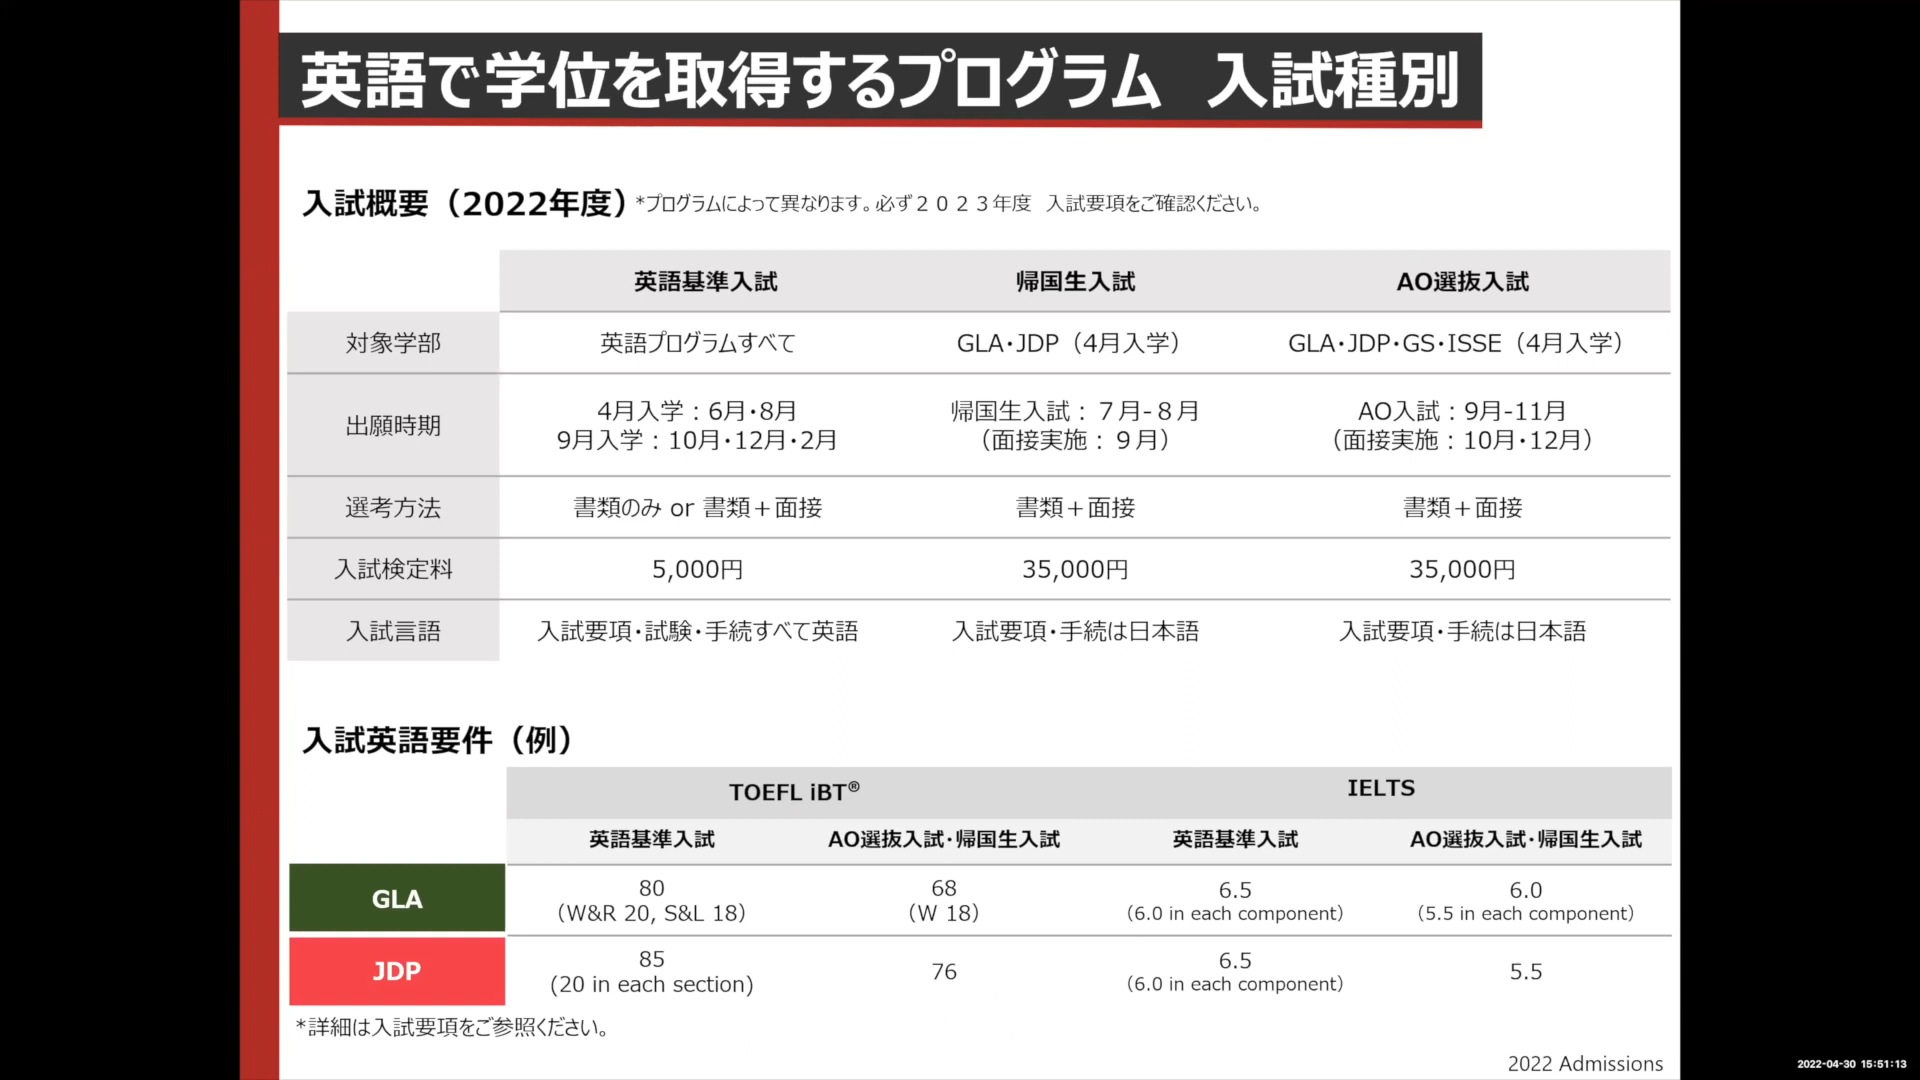 英語で学位を取得するプログラム 入試種別
入試概要（2022年度）*プログラムによって異なります。必ず２０２３年度 入試要項をご確認ください。
英語基準入試 帰国生入試 AO選抜入試
対象学部 英語プログラムすべて GLA・JDP（4月入学） GLA・JDP・GS・ISSE（4月入学）
出願時期
4月入学：6月・8月
9月入学：10月・12月・2月
帰国生入試：７月-８月
（面接実施：９月）
AO入試：9月-11月
（面接実施：10月・12月）
選考方法 書類のみ or 書類＋面接 書類＋面接 書類＋面接
入試検定料 5,000円 35,000円 35,000円
入試言語 入試要項・試験・手続すべて英語 入試要項・手続は日本語 入試要項・手続は日本語
入試英語要件（例）
TOEFL iBT® IELTS
英語基準入試 AO選抜入試・帰国生入試 英語基準入試 AO選抜入試・帰国生入試
GLA
80
（W&R 20, S&L 18）
68
（W 18）
6.5
（6.0 in each component）
6.0
（5.5 in each component）
JDP
85
(20 in each section)
76
6.5
（6.0 in each component）
5.5
*詳細は入試要項をご参照ください。
2022 Admissions
2022-04-30 15:51:13